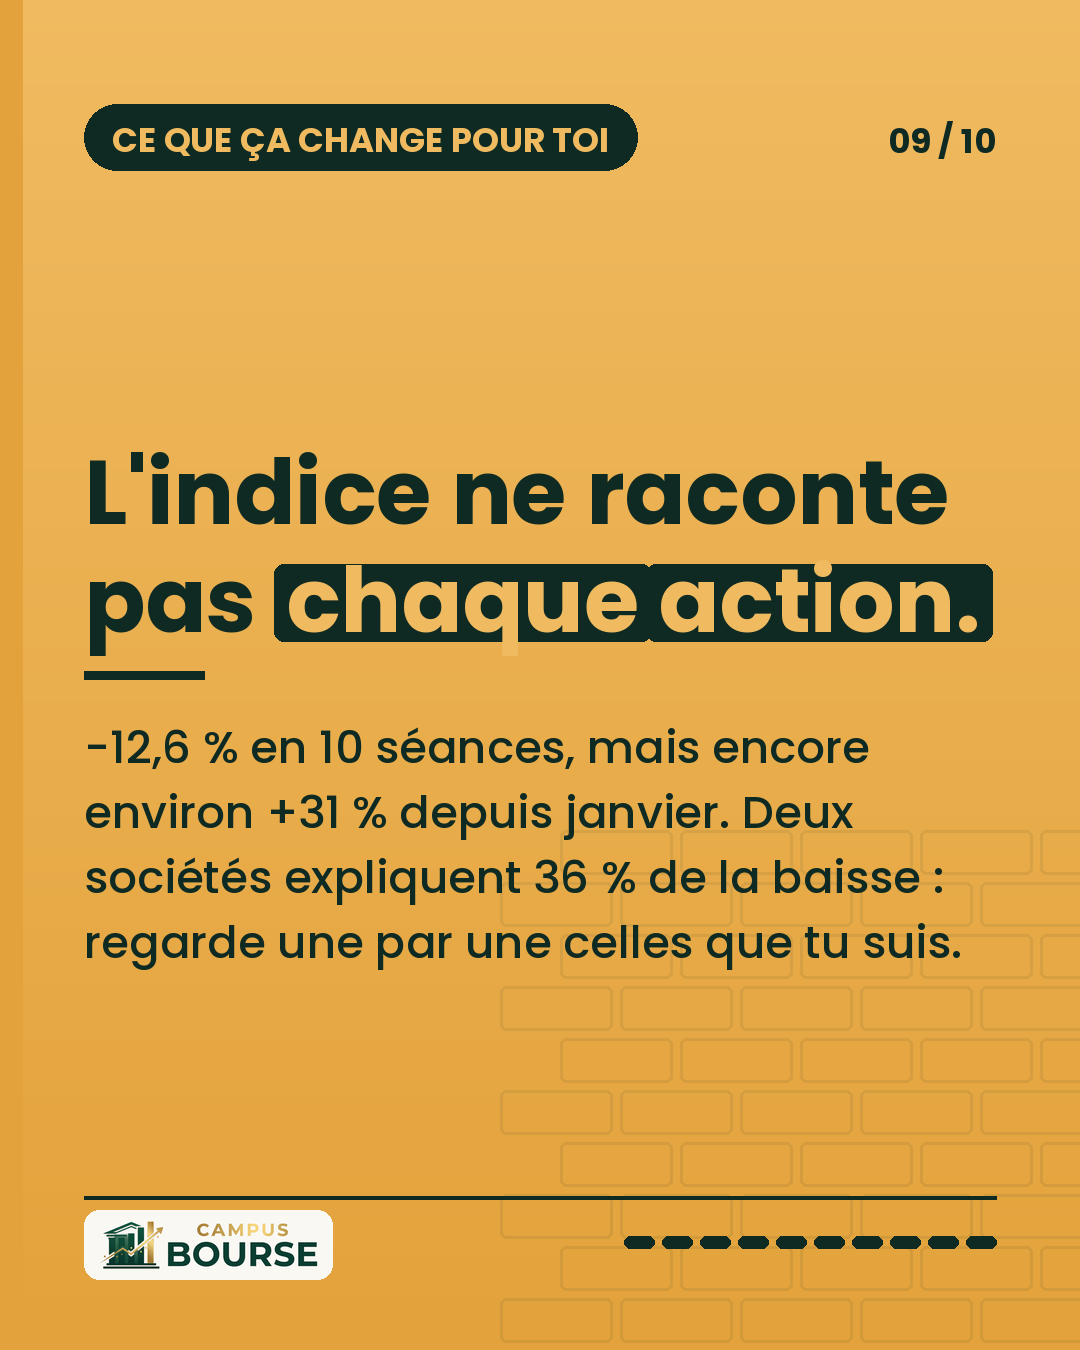 CE QUE ÇA CHANGE POUR TOI
09 / 10
L'indice ne raconte
pas chaque action.
-12,6 % en 10 séances, mais encore
environ +31 % depuis janvier. Deux
sociétés expliquent 36 % de la baisse :
regarde une par une celles que tu suis.
CAMPUS
BOURSE